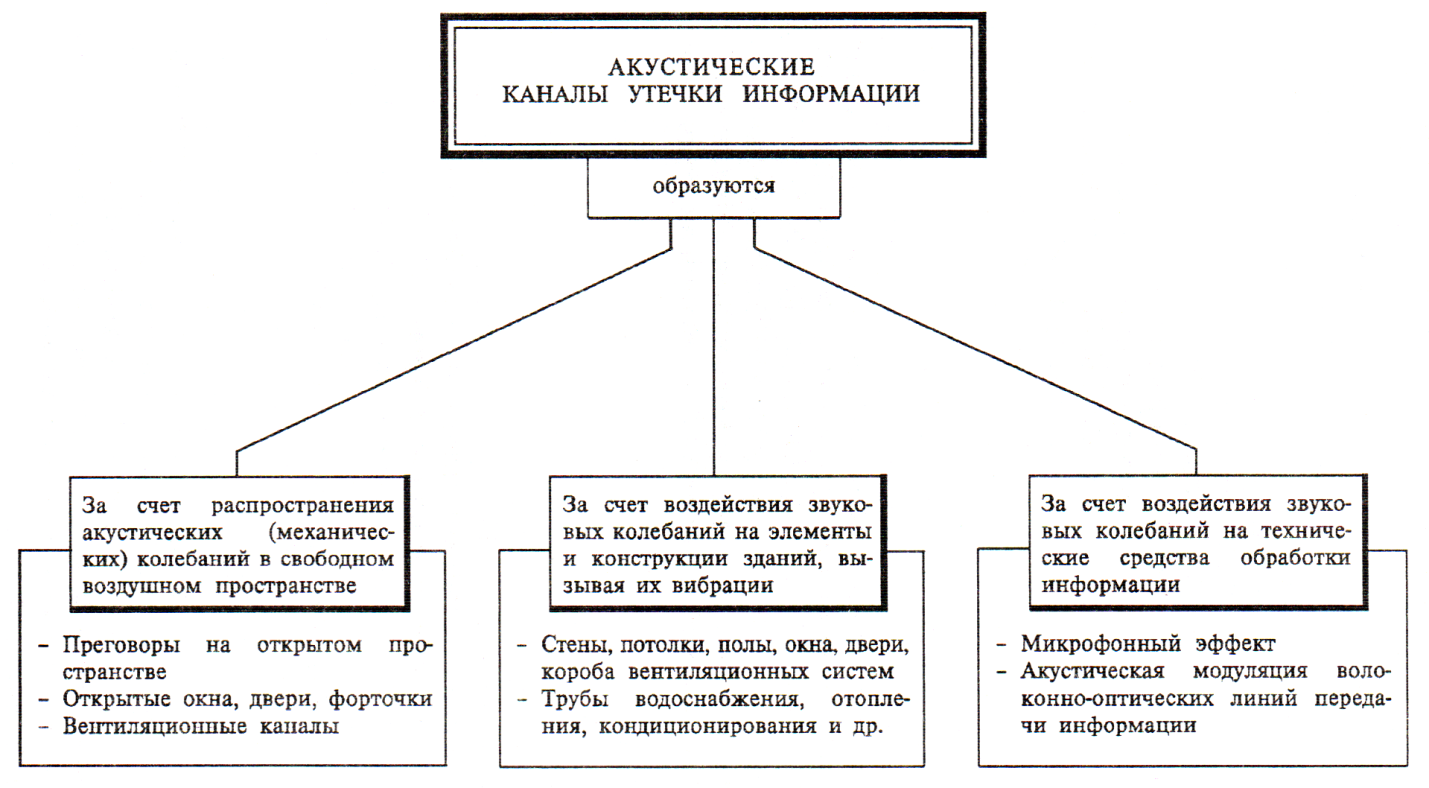 АКУСТИЧЕСКИЕ
КАНАЛЫ УТЕЧКИ ИНФОРМАЦИИ
образуются
За счет распространения
акустических (механичес-
ких) колебаний в свободном
воздушном пространстве
– Преговоры на открытом про-
странстве
– Открытые окна, двери, форточки
– Вентиляционные каналы
За счет воздействия звуко-
вых колебаний на элементы
и конструкции зданий, вы-
зывая их вибрации
– Стены, потолки, полы, окна, двери,
короба вентиляционных систем
– Трубы водоснабжения, отопле-
ния, кондиционирования и др.
За счет воздействия звуко-
вых колебаний на техниче-
ские средства обработки
информации
– Микрофонный эффект
– Акустическая модуляция воло-
конно-оптических линий переда-
чи информации